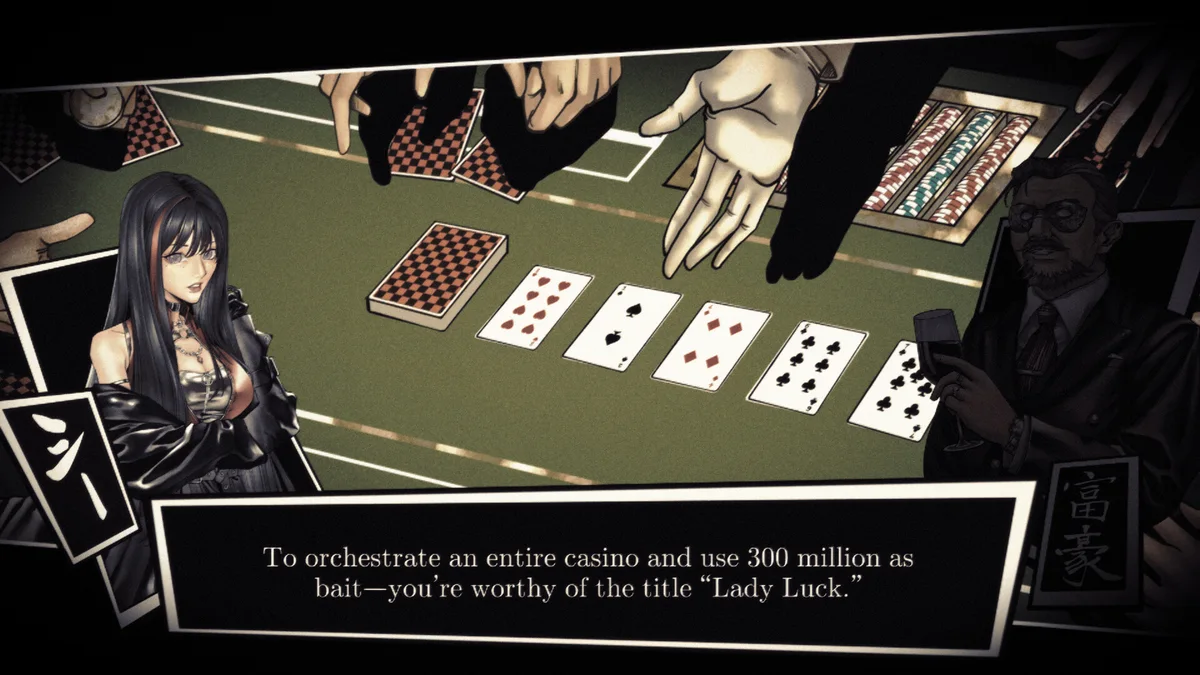 シー
To orchestrate an entire casino and use 300 million as
bait—you’re worthy of the title “Lady Luck.”
富豪